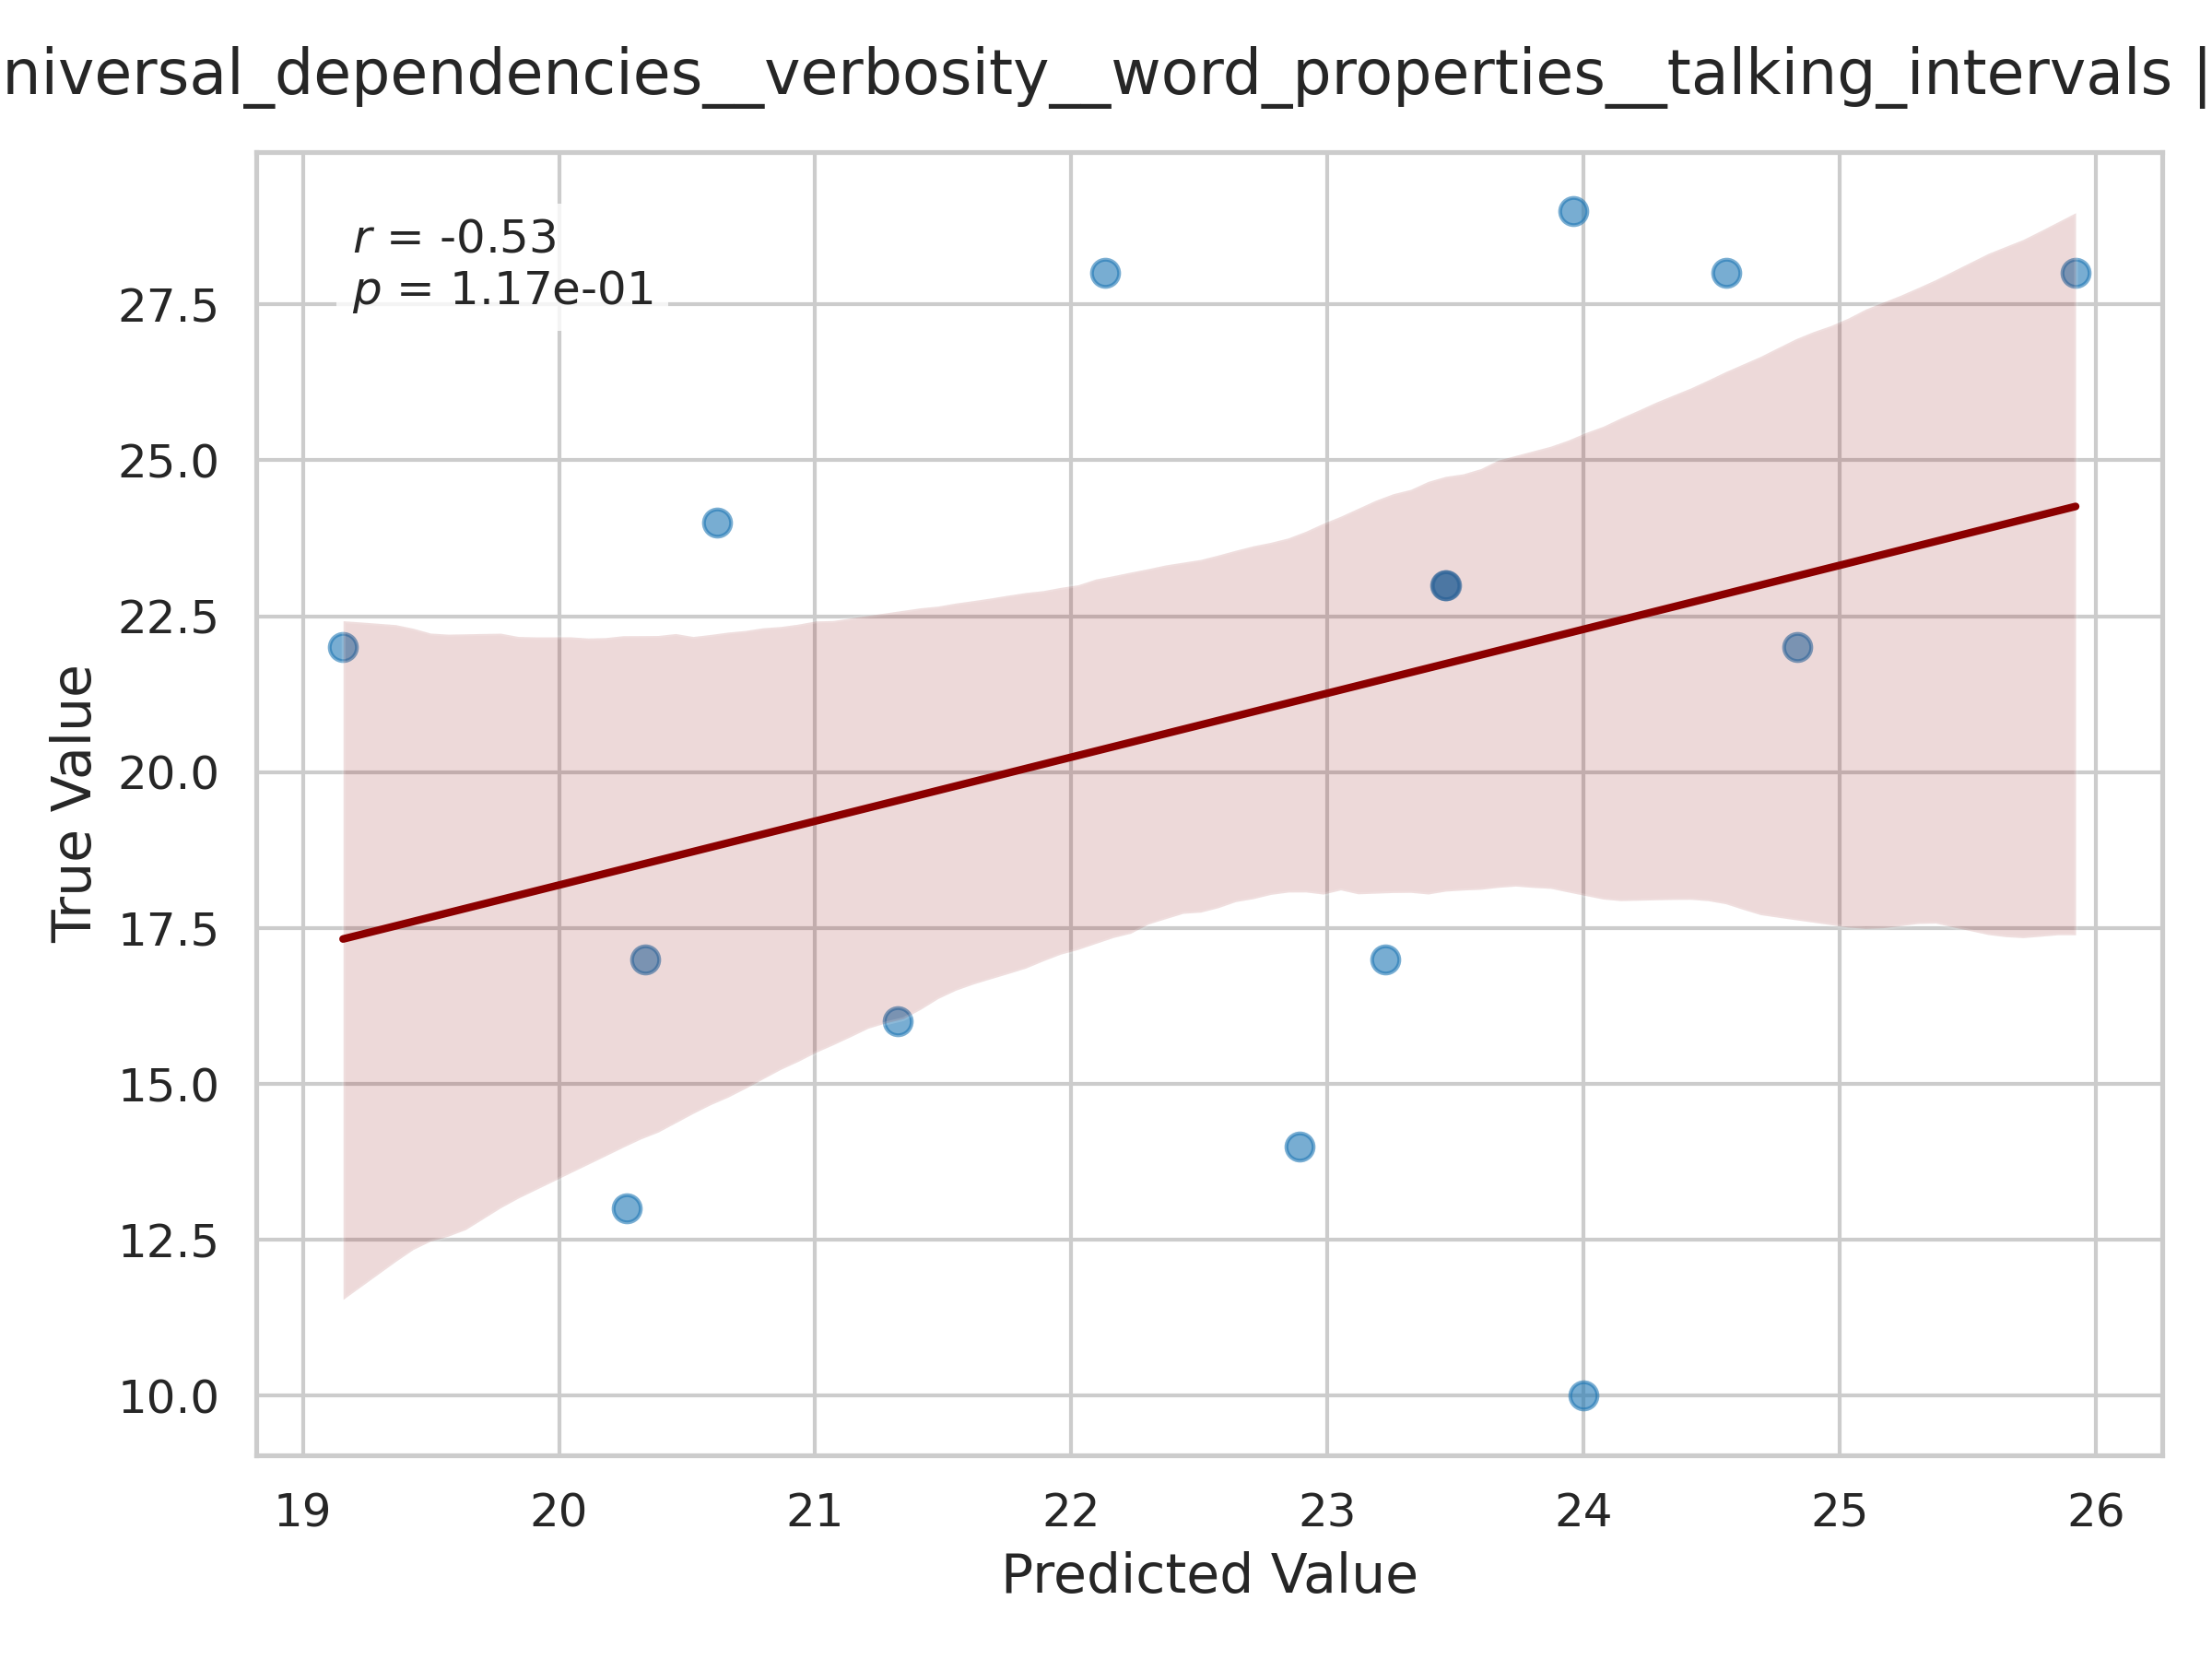 niversal_dependencies__verbosity__word_properties__talking_intervals |
r = -0.53
p = 1.17e-01
27.5
25.0
22.5
20.0
17.5
15.0
12.5
10.0
True Value
19 20 21 22 23 24 25 26
Predicted Value